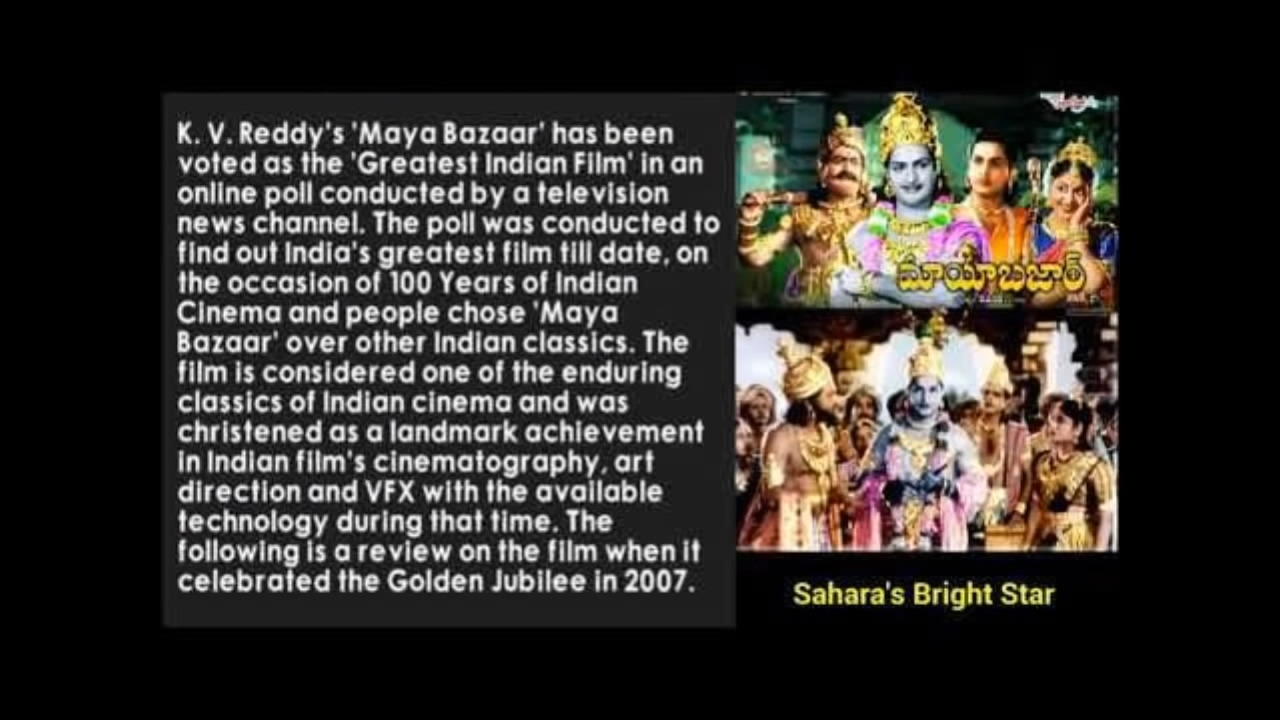 K. V. Reddy's 'Maya Bazaar' has been
voted as the 'Greatest Indian Film' in an
online poll conducted by a television
news channel. The poll was conducted to
find out India's greatest film till date, on
the occasion of 100 Years of Indian
Cinema and people chose 'Maya
Bazaar' over other Indian classics. The
film is considered one of the enduring
classics of Indian cinema and was
christened as a landmark achievement
in Indian film's cinematography, art
direction and VFX with the available
technology during that time. The
following is a review on the film when it
celebrated the Golden Jubilee in 2007.
మాయాబజార్
Sahara's Bright Star